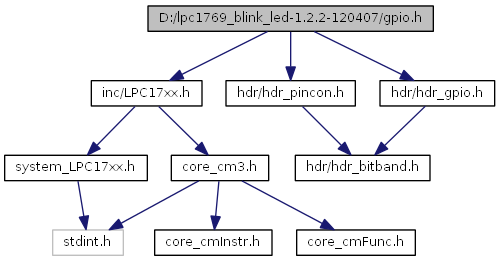 D:/lpc1769_blink_led-1.2.2-120407/gpio.h
inc/LPC17xx.h
hdr/hdr_pincon.h
hdr/hdr_gpio.h
system_LPC17xx.h
core_cm3.h
hdr/hdr_bitband.h
stdint.h
core_cmInstr.h
core_cmFunc.h